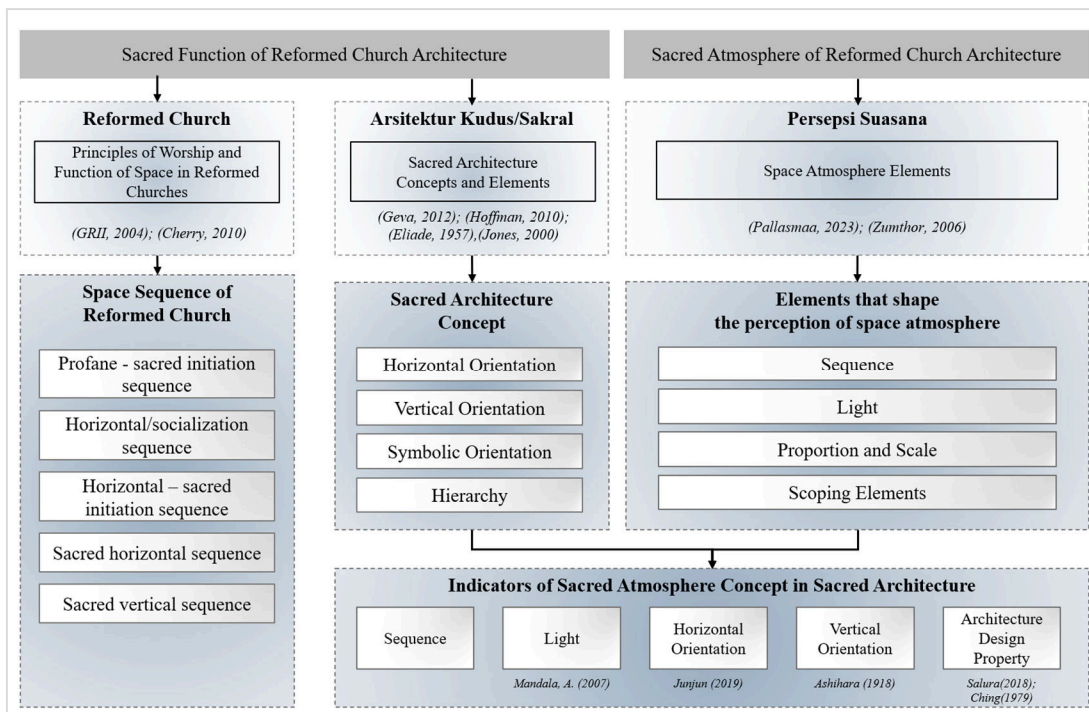 Sacred Function of Reformed Church Architecture
Sacred Atmosphere of Reformed Church Architecture
Reformed Church
Principles of Worship and
Function of Space in Reformed
Churches
(GRII, 2004); (Cherry, 2010)
Arsitektur Kudus/Sakral
Sacred Architecture
Concepts and Elements
(Geva, 2012); (Hoffman, 2010);
(Eliade, 1957),(Jones, 2000)
Persepsi Suasana
Space Atmosphere Elements
(Pallasmaa, 2023); (Zumthor, 2006)
Space Sequence of
Reformed Church
Profane - sacred initiation
sequence
Horizontal/socialization
sequence
Horizontal – sacred
initiation sequence
Sacred horizontal sequence
Sacred vertical sequence
Sacred Architecture
Concept
Horizontal Orientation
Vertical Orientation
Symbolic Orientation
Hierarchy
Elements that shape
the perception of space atmosphere
Sequence
Light
Proportion and Scale
Scoping Elements
Indicators of Sacred Atmosphere Concept in Sacred Architecture
Sequence
Light
Mandala, A. (2007)
Horizontal
Orientation
Junjun (2019)
Vertical
Orientation
Ashihara (1918)
Architecture
Design
Property
Salura(2018);
Ching(1979)